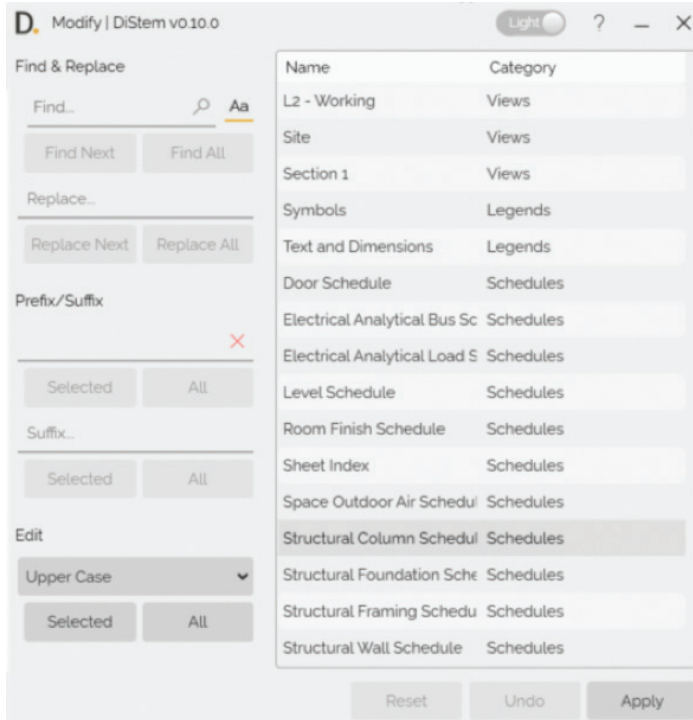 D. Modify | DiStem v0.10.0 Light ?
Find & Replace
Find... Aa
Find Next Find All
Replace...
Replace Next Replace All
Prefix/Suffix
Selected All
Suffix...
Selected All
Edit
Upper Case
Selected All
Name Category
L2 - Working Views
Site Views
Section 1 Views
Symbols Legends
Text and Dimensions Legends
Door Schedule Schedules
Electrical Analytical Bus Sc Schedules
Electrical Analytical Load S Schedules
Level Schedule Schedules
Room Finish Schedule Schedules
Sheet Index Schedules
Space Outdoor Air Schedul Schedules
Structural Column Schedul Schedules
Structural Foundation Sche Schedules
Structural Framing Schedu Schedules
Structural Wall Schedule Schedules
Reset Undo Apply